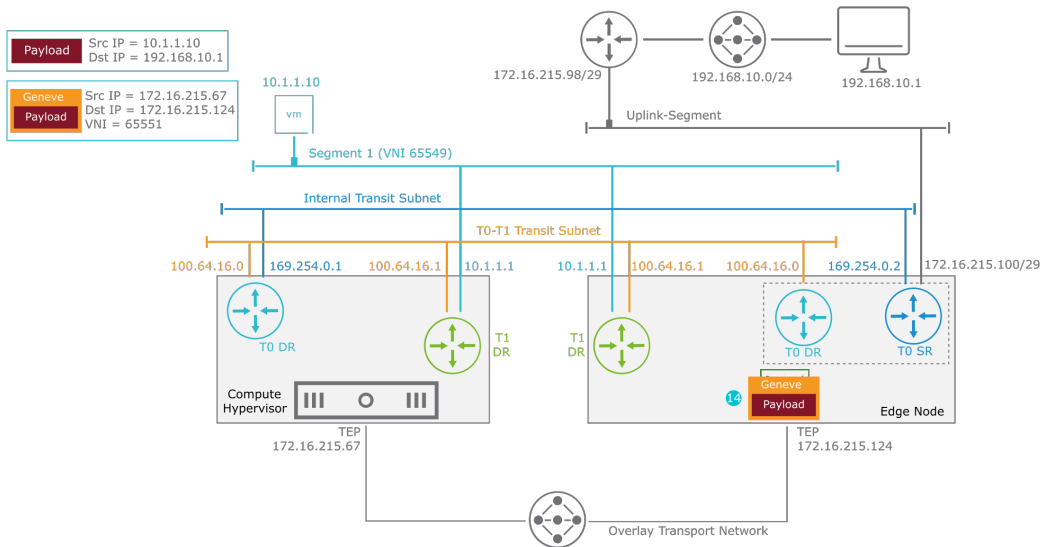 Payload
Src IP = 10.1.1.10
Dst IP = 192.168.10.1
Geneve
Payload
Src IP = 172.16.215.67
Dst IP = 172.16.215.124
VNI = 65551
172.16.215.98/29
192.168.10.0/24
192.168.10.1
10.1.1.10
vm
Uplink-Segment
Segment 1 (VNI 65549)
Internal Transit Subnet
T0-T1 Transit Subnet
100.64.16.0
169.254.0.1
100.64.16.1
10.1.1.1
10.1.1.1
100.64.16.1
100.64.16.0
169.254.0.2
172.16.215.100/29
T0 DR
T1
DR
T1
DR
T0 DR
T0 SR
Compute
Hypervisor
14
Geneve
Payload
Edge Node
TEP
172.16.215.67
TEP
172.16.215.124
Overlay Transport Network